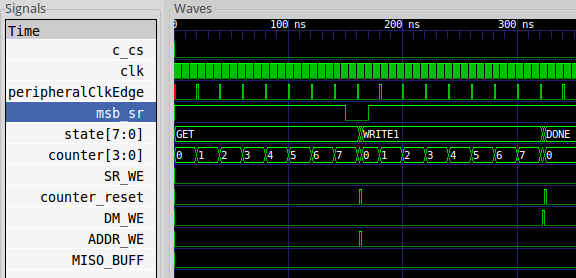 Signals
Waves
Time
0
100 ns
200 ns
300 ns
c_cs
clk
peripheralClkEdge
msb_sr
state[7:0]
GET
WRITE1
DONE
counter[3:0]
0 1 2 3 4 5 6 7 0 1 2 3 4 5 6 7 0
SR_WE
counter_reset
DM_WE
ADDR_WE
MISO_BUFF